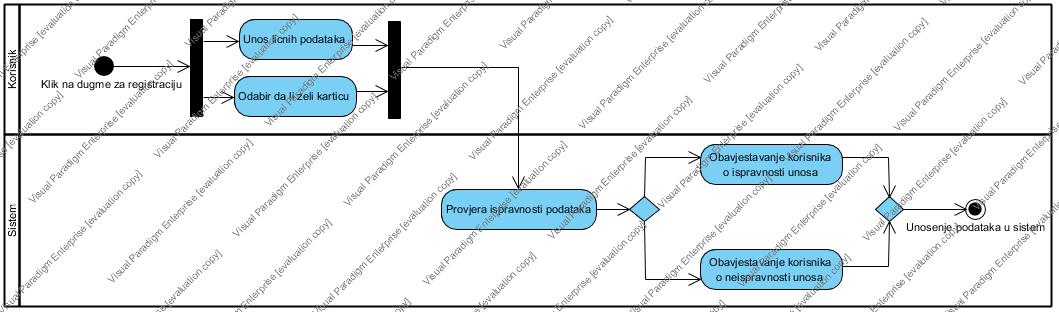 Korisnik
Klik na dugme za registraciju
Unos licnih podataka
Odabir da li zeli karticu
Sistem
Provjera ispravnosti podataka
Obavjestavanje korisnika
o ispravnosti unosa
Obavjestavanje korisnika
o neispravnosti unosa
Unosenje podataka u sistem
Visual Paradigm Enterprise [evaluation copy]